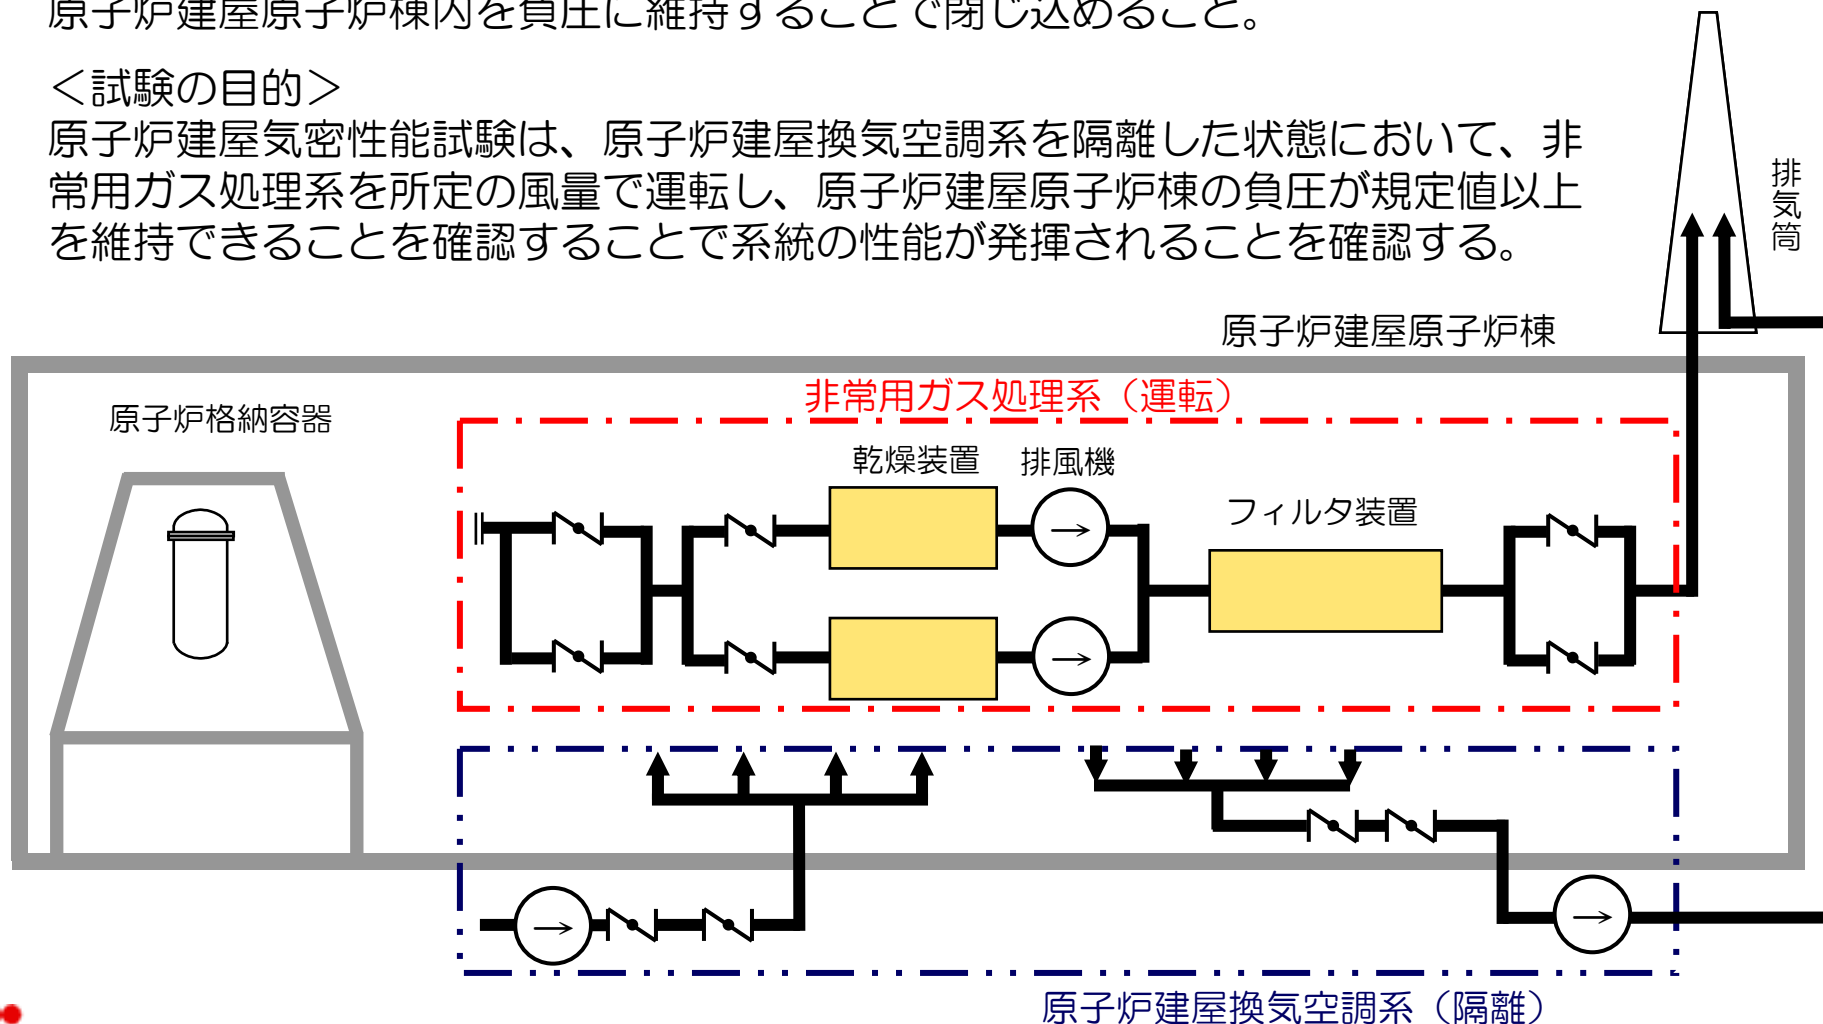 原子炉建屋原子炉棟内を負圧に維持することで閉じ込めること。
＜試験の目的＞
原子炉建屋気密性能試験は、原子炉建屋換気空調系を隔離した状態において、非
常用ガス処理系を所定の風量で運転し、原子炉建屋原子炉棟の負圧が規定値以上
を維持できることを確認することで系統の性能が発揮されることを確認する。
排気筒
原子炉建屋原子炉棟
非常用ガス処理系（運転）
原子炉格納容器
乾燥装置
排風機
フィルタ装置
原子炉建屋換気空調系（隔離）